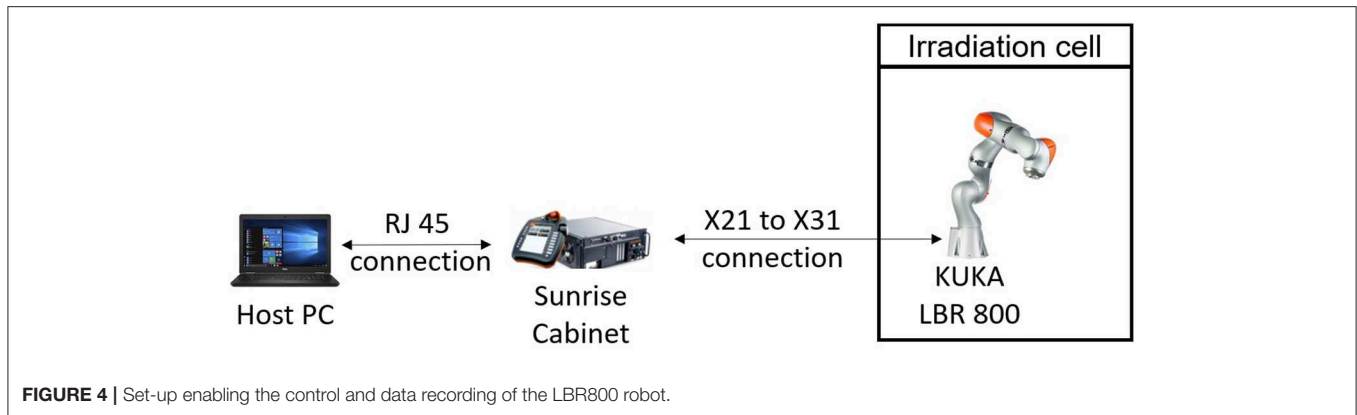 Irradiation cell
RJ 45
connection
X21 to X31
connection
Host PC
Sunrise
Cabinet
KUKA
LBR 800
FIGURE 4 | Set-up enabling the control and data recording of the LBR800 robot.